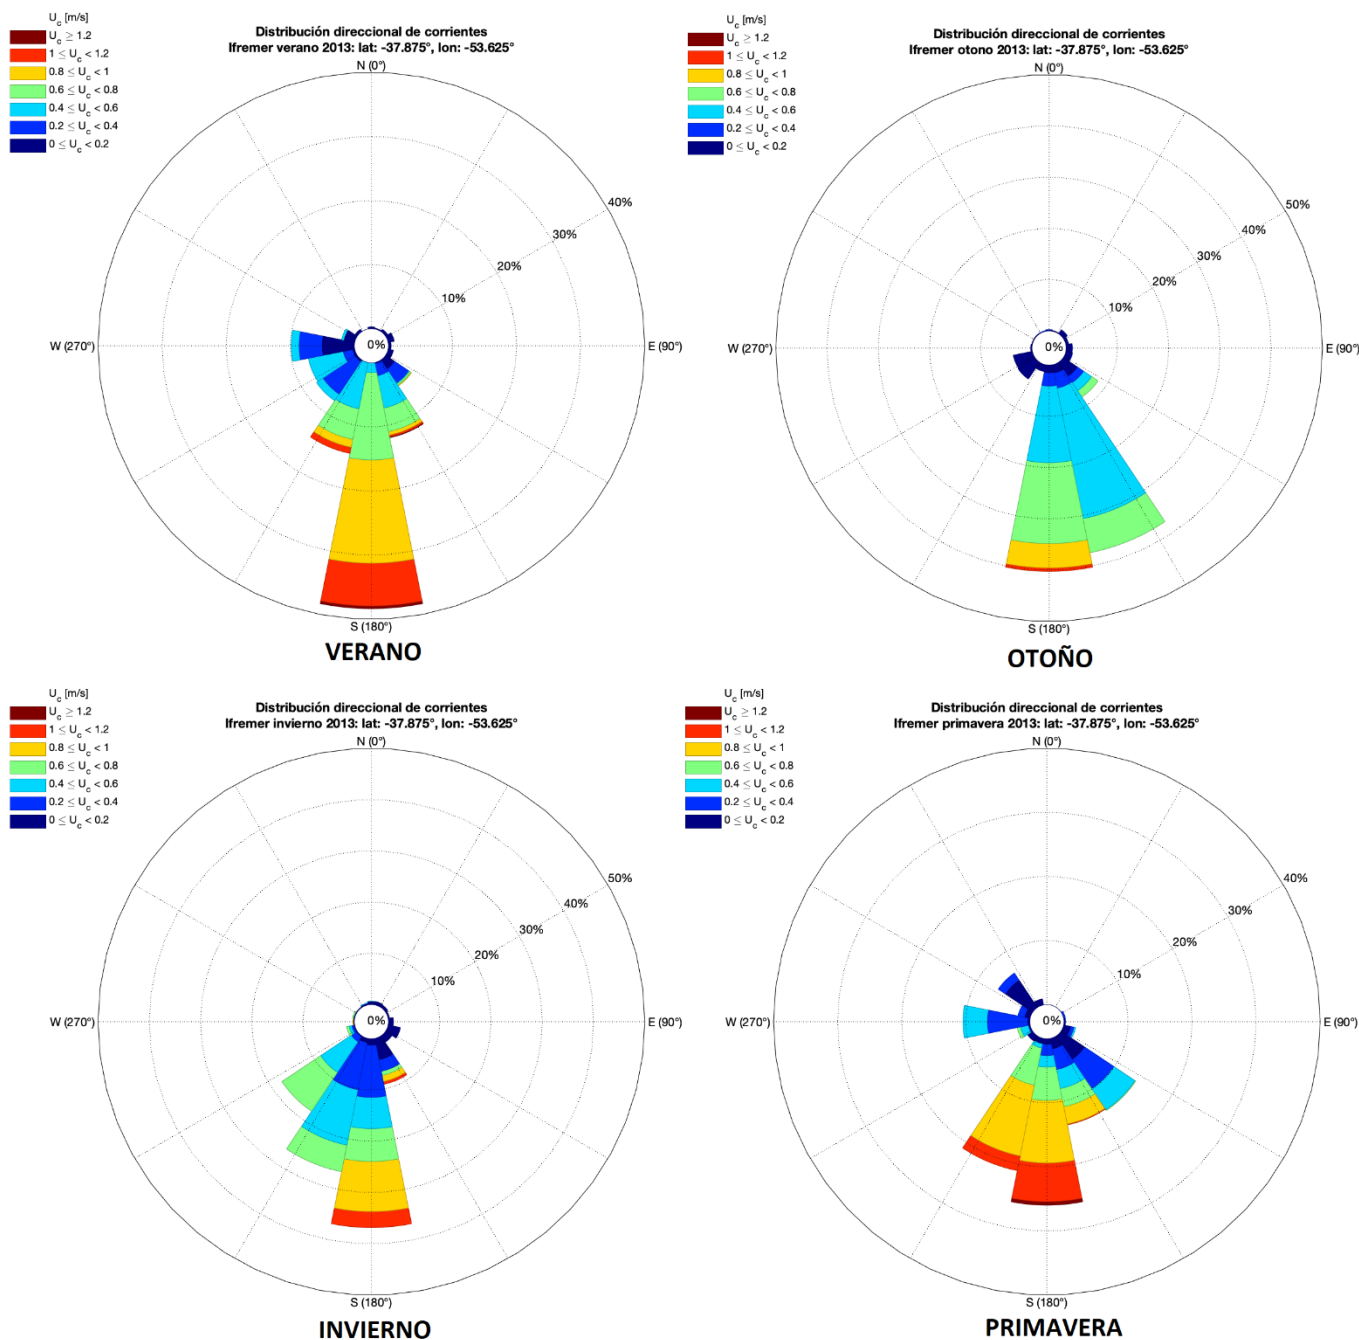 U_c [m/s]
U_c ≥ 1.2
1 ≤ U_c < 1.2
0.8 ≤ U_c < 1
0.6 ≤ U_c < 0.8
0.4 ≤ U_c < 0.6
0.2 ≤ U_c < 0.4
0 ≤ U_c < 0.2
Distribución direccional de corrientes
Ifremer verano 2013: lat: -37.875°, lon: -53.625°
N (0°)
40%
30%
20%
10%
0%
W (270°)
E (90°)
S (180°)
VERANO
U_c [m/s]
U_c ≥ 1.2
1 ≤ U_c < 1.2
0.8 ≤ U_c < 1
0.6 ≤ U_c < 0.8
0.4 ≤ U_c < 0.6
0.2 ≤ U_c < 0.4
0 ≤ U_c < 0.2
Distribución direccional de corrientes
Ifremer otono 2013: lat: -37.875°, lon: -53.625°
N (0°)
50%
40%
30%
20%
10%
0%
W (270°)
E (90°)
S (180°)
OTOÑO
U_c [m/s]
U_c ≥ 1.2
1 ≤ U_c < 1.2
0.8 ≤ U_c < 1
0.6 ≤ U_c < 0.8
0.4 ≤ U_c < 0.6
0.2 ≤ U_c < 0.4
0 ≤ U_c < 0.2
Distribución direccional de corrientes
Ifremer invierno 2013: lat: -37.875°, lon: -53.625°
N (0°)
50%
40%
30%
20%
10%
0%
W (270°)
E (90°)
S (180°)
INVIERNO
U_c [m/s]
U_c ≥ 1.2
1 ≤ U_c < 1.2
0.8 ≤ U_c < 1
0.6 ≤ U_c < 0.8
0.4 ≤ U_c < 0.6
0.2 ≤ U_c < 0.4
0 ≤ U_c < 0.2
Distribución direccional de corrientes
Ifremer primavera 2013: lat: -37.875°, lon: -53.625°
N (0°)
40%
30%
20%
10%
0%
W (270°)
E (90°)
S (180°)
PRIMAVERA